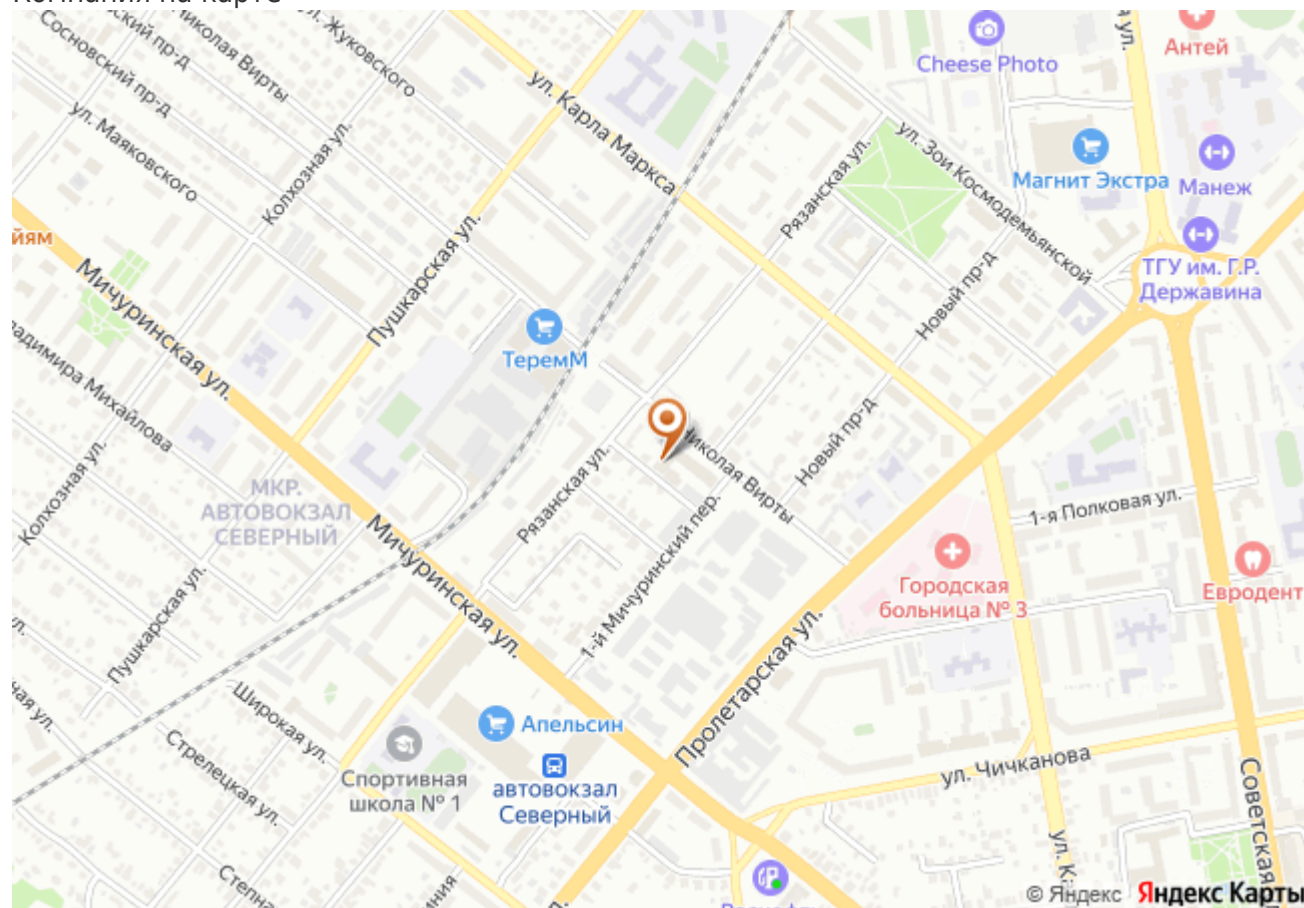 Компания на карте
Сосновский пр-д
Николая Вирты
ул. Жуковского
ул. Карла Маркса
Cheese Photo
Антей
ул. Маяковского
Колхозная ул.
Пушкарская ул.
Рязанская ул.
ул. Зои Космодемьянской
Магнит Экстра
Манеж
йям
Мичуринская ул.
Новый пр-д
ТГУ им. Г.Р.
Державина
ТеремМ
Владимира Михайлова
Николая Вирты
Новый пр-д
Колхозная ул.
МКР.
АВТОВОКЗАЛ
СЕВЕРНЫЙ
Рязанская ул.
1-я Полковая ул.
Мичуринская ул.
1-й Мичуринский пер.
Городская
больница № 3
Евродент
Пушкарская ул.
Пролетарская ул.
Широкая ул.
Стрелецкая ул.
Апельсин
Спортивная
школа № 1
автовокзал
Северный
ул. Чичканова
Советская
© Яндекс Яндекс Карты